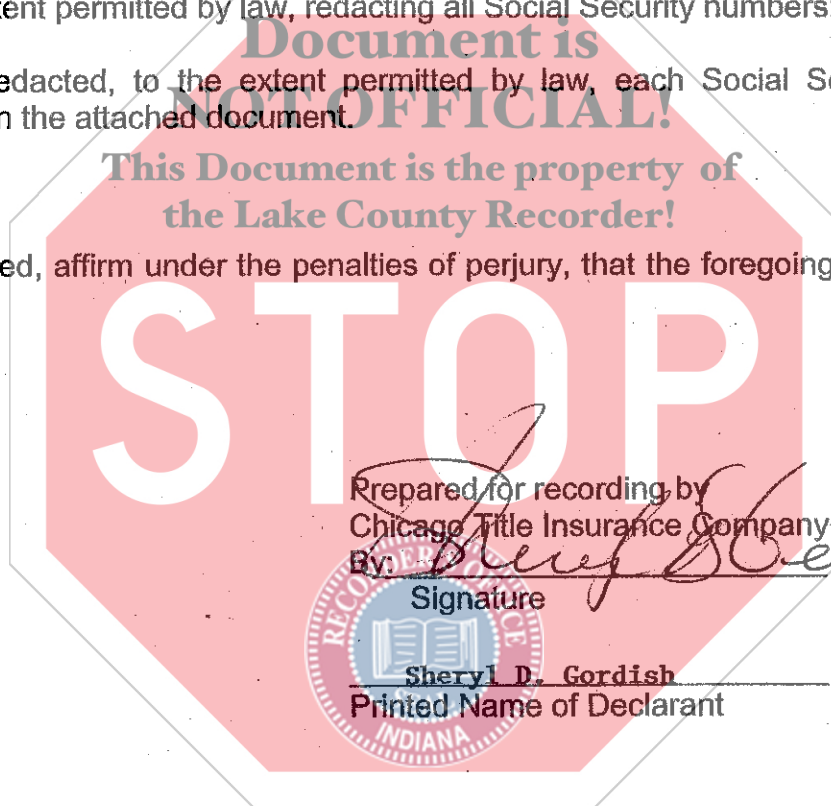 tent permitted by law, redacting all Social Security numbers
Document is
edacted, to the extent permitted by law, each Social Se
NOT OFFICIAL!
n the attached document.
This Document is the property of
the Lake County Recorder!
ed, affirm under the penalties of perjury, that the foregoing
STOP
Prepared for recording by
Chicago Title Insurance Company
By:
Signature
RECORDER'S OFFICE
Sheryl D. Gordish
SEAL
Printed Name of Declarant
INDIANA